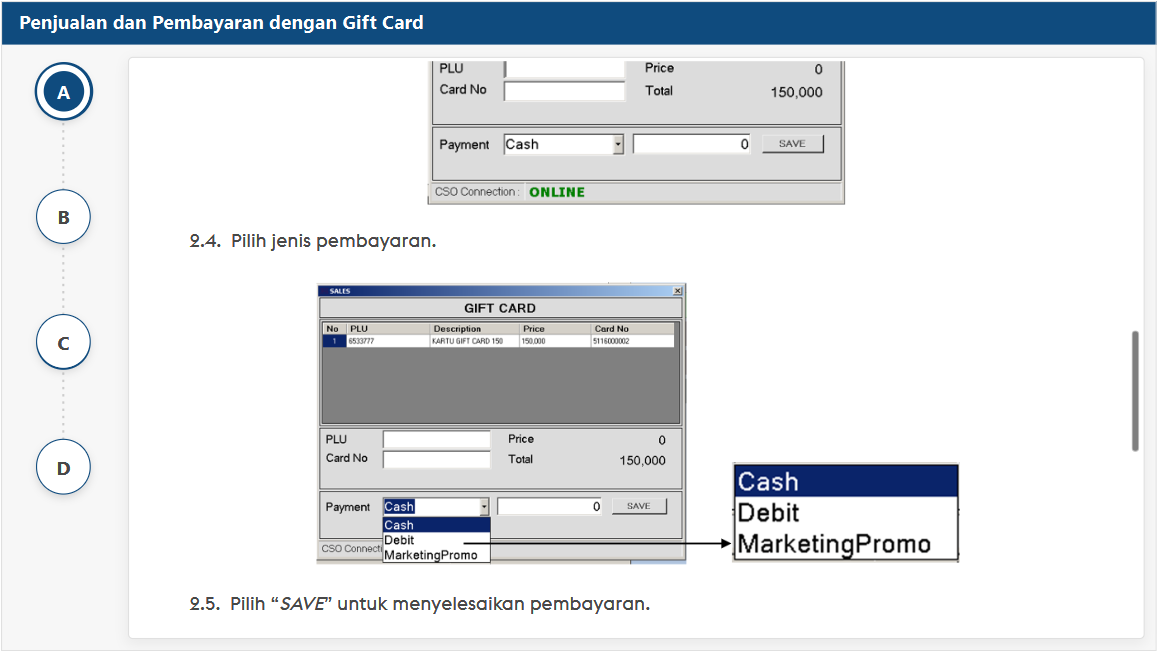 Penjualan dan Pembayaran dengan Gift Card
A
B
C
D
PLU Price 0
Card No Total 150,000
Payment Cash 0 SAVE
CSO Connection : ONLINE
2.4. Pilih jenis pembayaran.
SALES
GIFT CARD
No PLU Description Price Card No
1 6533777 KARTU GIFT CARD 150 150,000 5116000002
PLU Price 0
Card No Total 150,000
Payment Cash 0 SAVE
Cash
Debit
MarketingPromo
CSO Connecti
Cash
Debit
MarketingPromo
2.5. Pilih “SAVE” untuk menyelesaikan pembayaran.